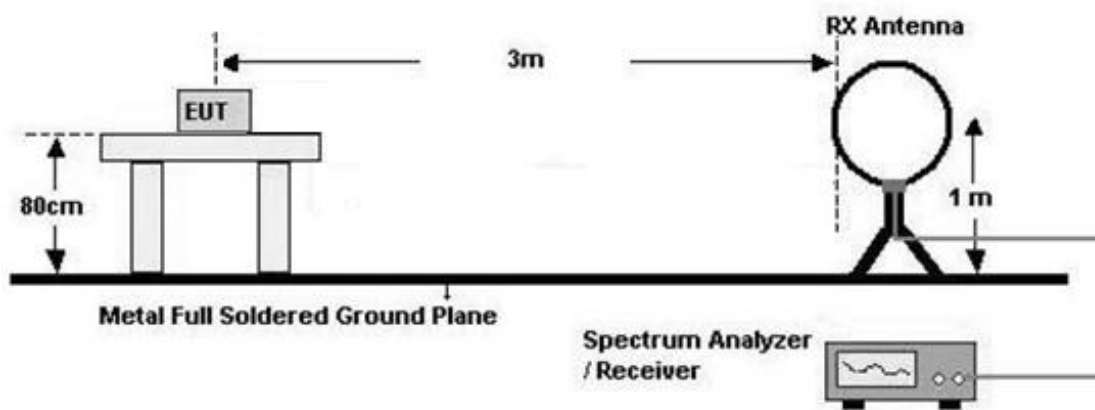 RX Antenna
3m
EUT
80cm
1 m
Metal Full Soldered Ground Plane
Spectrum Analyzer
/ Receiver